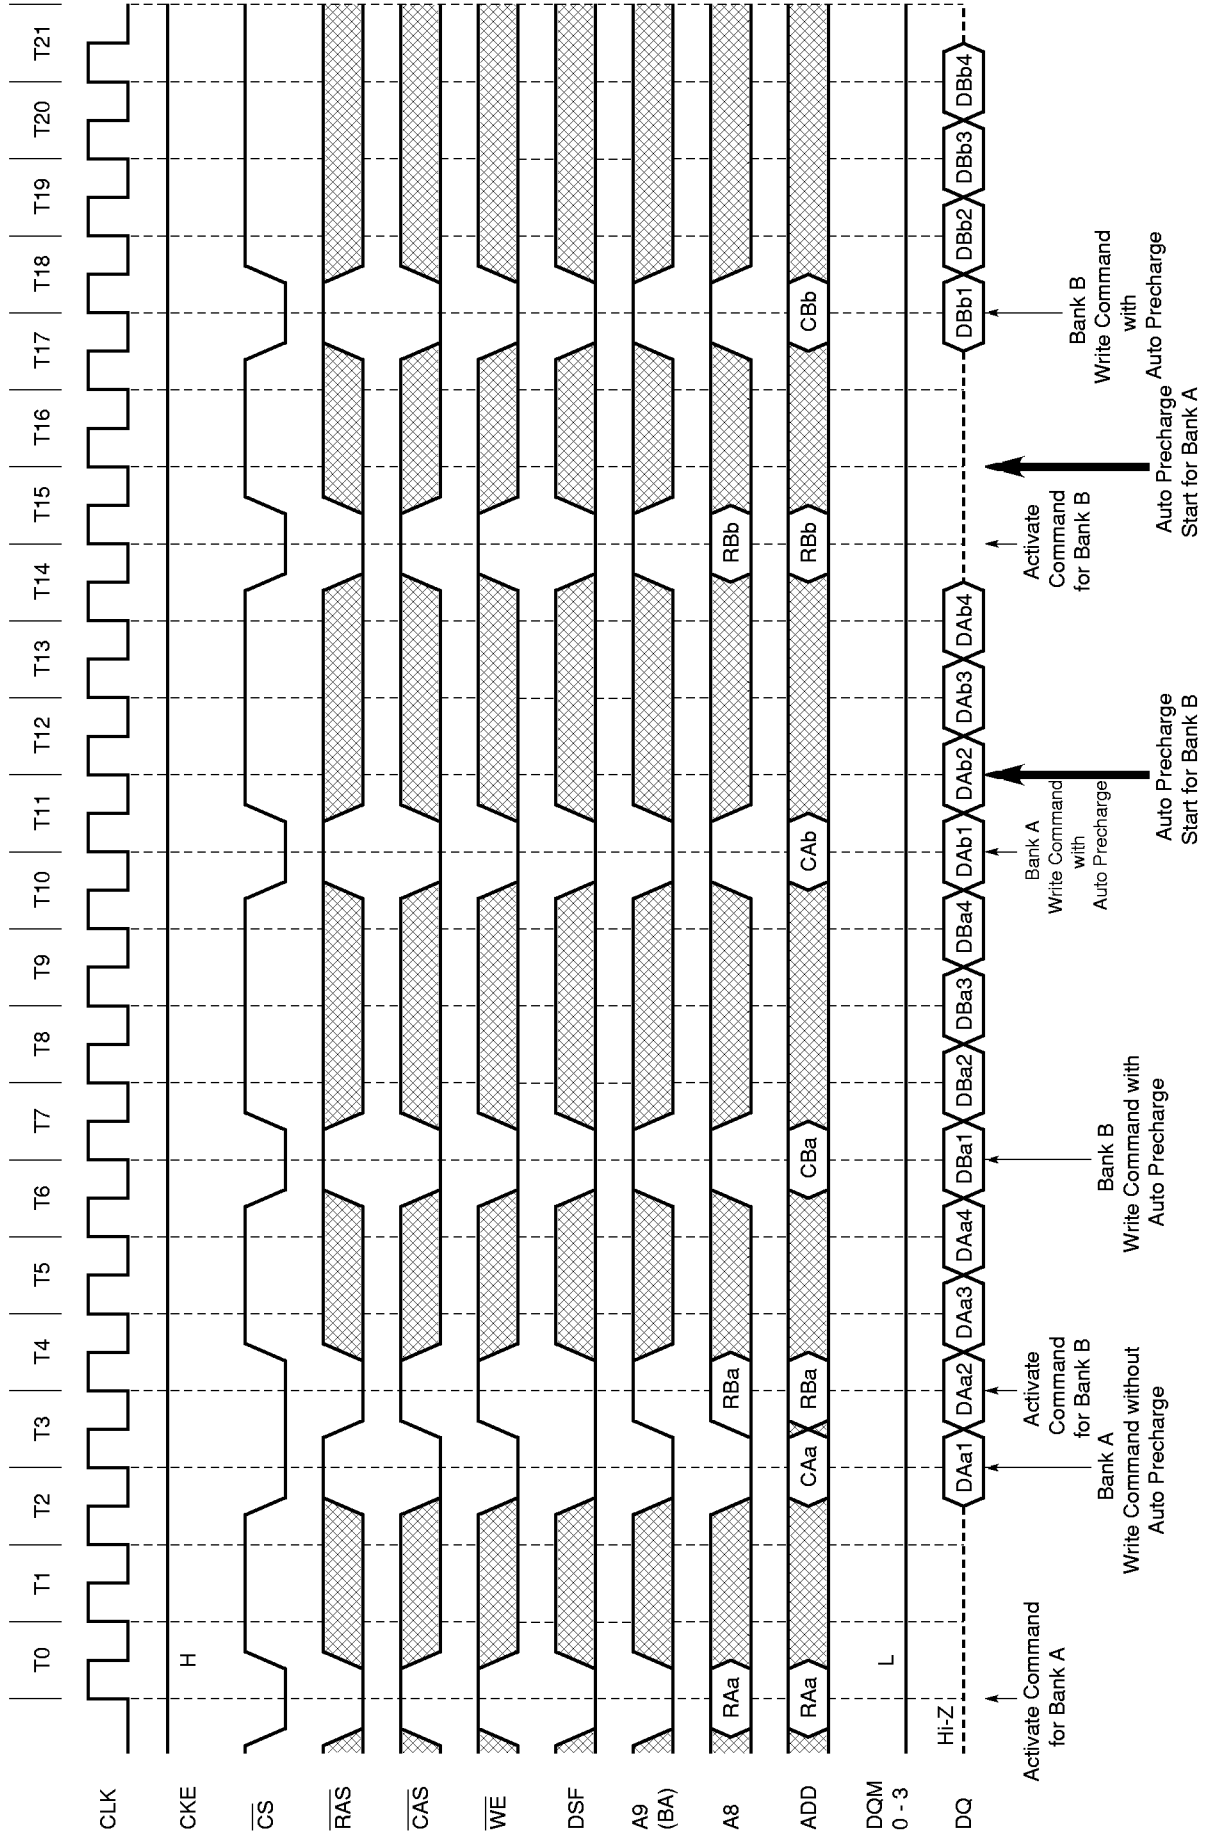 T0 T1 T2 T3 T4 T5 T6 T7 T8 T9 T10 T11 T12 T13 T14 T15 T16 T17 T18 T19 T20 T21
CLK
CKE H
CS
RAS
CAS
WE
DSF
A9
(BA)
A8 RAa RBa RBb
ADD RAa CAa RBa CBa CAb RBb CBb
DQM
0 - 3
L
DQ Hi-Z DAa1 DAa2 DAa3 DAa4 DBa1 DBa2 DBa3 DBa4 DAb1 DAb2 DAb3 DAb4 DBb1 DBb2 DBb3 DBb4
Activate Command
for Bank A
Bank A
Write Command without
Auto Precharge
Activate
Command
for Bank B
Bank B
Write Command with
Auto Precharge
Bank A
Write Command
with
Auto Precharge
Auto Precharge
Start for Bank B
Activate
Command
for Bank B
Auto Precharge
Start for Bank A
Bank B
Write Command
with
Auto Precharge